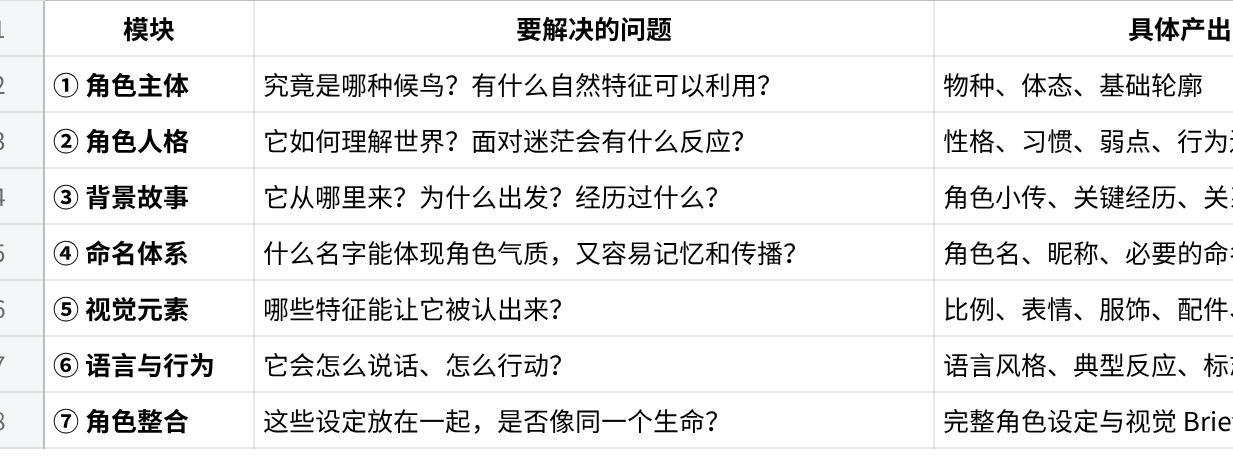 1 模块 要解决的问题 具体产出
2 ① 角色主体 究竟是哪种候鸟？有什么自然特征可以利用？ 物种、体态、基础轮廓
3 ② 角色人格 它如何理解世界？面对迷茫会有什么反应？ 性格、习惯、弱点、行为
4 ③ 背景故事 它从哪里来？为什么出发？经历过什么？ 角色小传、关键经历、关
5 ④ 命名体系 什么名字能体现角色气质，又容易记忆和传播？ 角色名、昵称、必要的命
6 ⑤ 视觉元素 哪些特征能让它被认出来？ 比例、表情、服饰、配件、
7 ⑥ 语言与行为 它会怎么说话、怎么行动？ 语言风格、典型反应、标
8 ⑦ 角色整合 这些设定放在一起，是否像同一个生命？ 完整角色设定与视觉 Brie